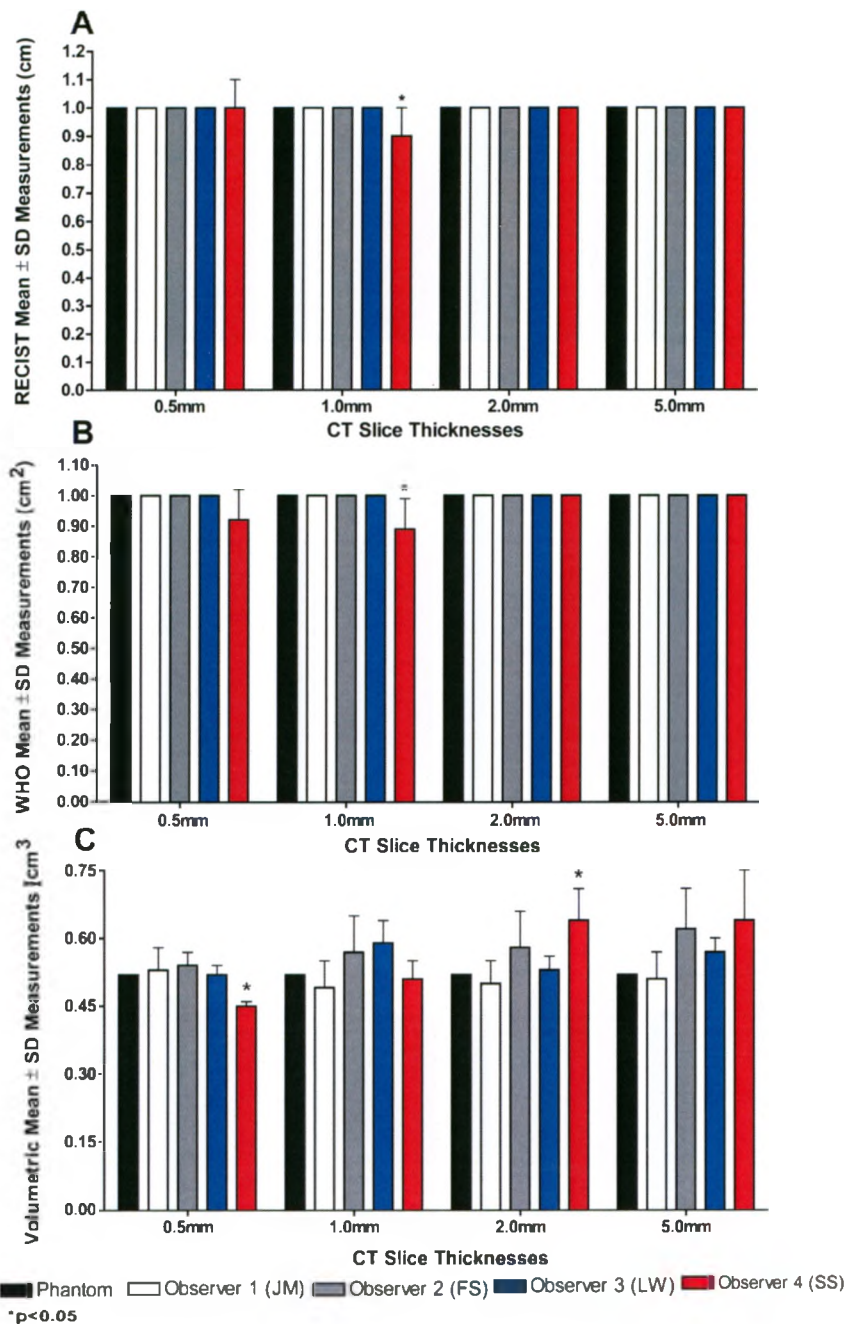 A
RECIST Mean ± SD Measurements (cm)
1.2
1.1
1.0
0.9
0.8
0.7
0.6
0.5
0.4
0.3
0.2
0.1
0.0
*
0.5mm 1.0mm 2.0mm 5.0mm
CT Slice Thicknesses
B
WHO Mean ± SD Measurements (cm²)
1.10
1.00
0.90
0.80
0.70
0.60
0.50
0.40
0.30
0.20
0.10
0.00
*
0.5mm 1.0mm 2.0mm 5.0mm
CT Slice Thicknesses
C
Volumetric Mean ± SD Measurements [cm³
0.75
0.60
0.45
0.30
0.15
0.00
* *
0.5mm 1.0mm 2.0mm 5.0mm
CT Slice Thicknesses
Phantom Observer 1 (JM) Observer 2 (FS) Observer 3 (LW) Observer 4 (SS)
*p<0.05